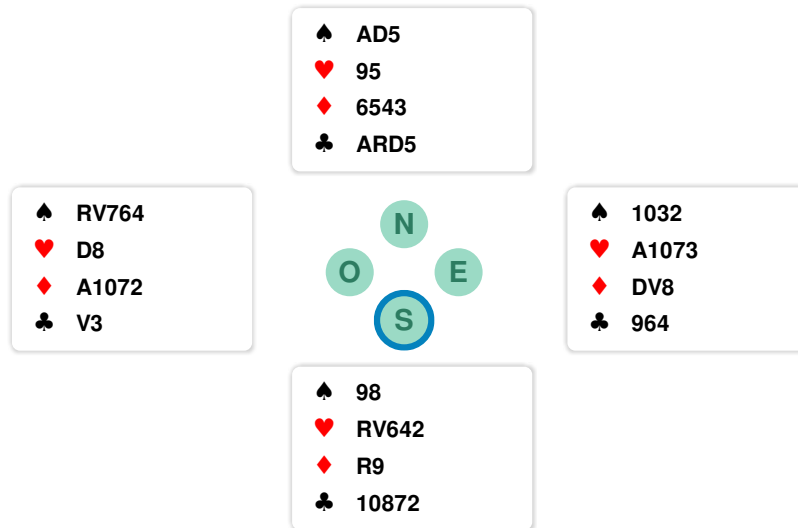 ♠ AD5
♥ 95
♦ 6543
♣ ARD5
♠ RV764
♥ D8
♦ A1072
♣ V3
N
O E
S
♠ 1032
♥ A1073
♦ DV8
♣ 964
♠ 98
♥ RV642
♦ R9
♣ 10872